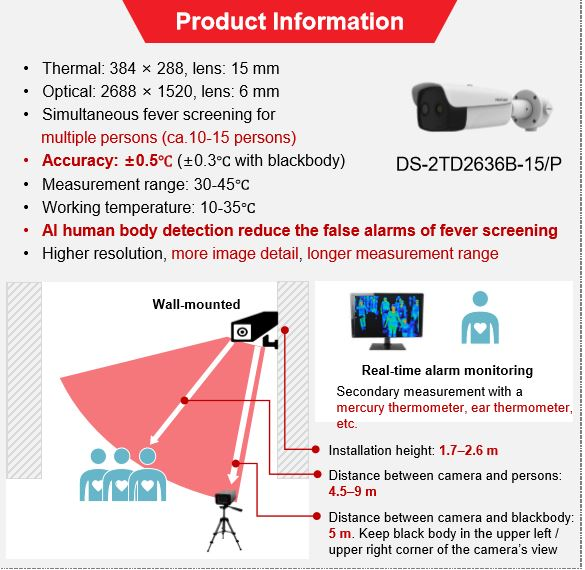 Product Information
• Thermal: 384 × 288, lens: 15 mm
• Optical: 2688 × 1520, lens: 6 mm
• Simultaneous fever screening for
multiple persons (ca.10-15 persons)
• Accuracy: ±0.5℃ (±0.3℃ with blackbody)
• Measurement range: 30-45℃
• Working temperature: 10-35℃
• AI human body detection reduce the false alarms of fever screening
• Higher resolution, more image detail, longer measurement range
DS-2TD2636B-15/P
Wall-mounted
Real-time alarm monitoring
Secondary measurement with a
mercury thermometer, ear thermometer,
etc.
Installation height: 1.7–2.6 m
Distance between camera and persons:
4.5–9 m
Distance between camera and blackbody:
5 m. Keep black body in the upper left /
upper right corner of the camera's view